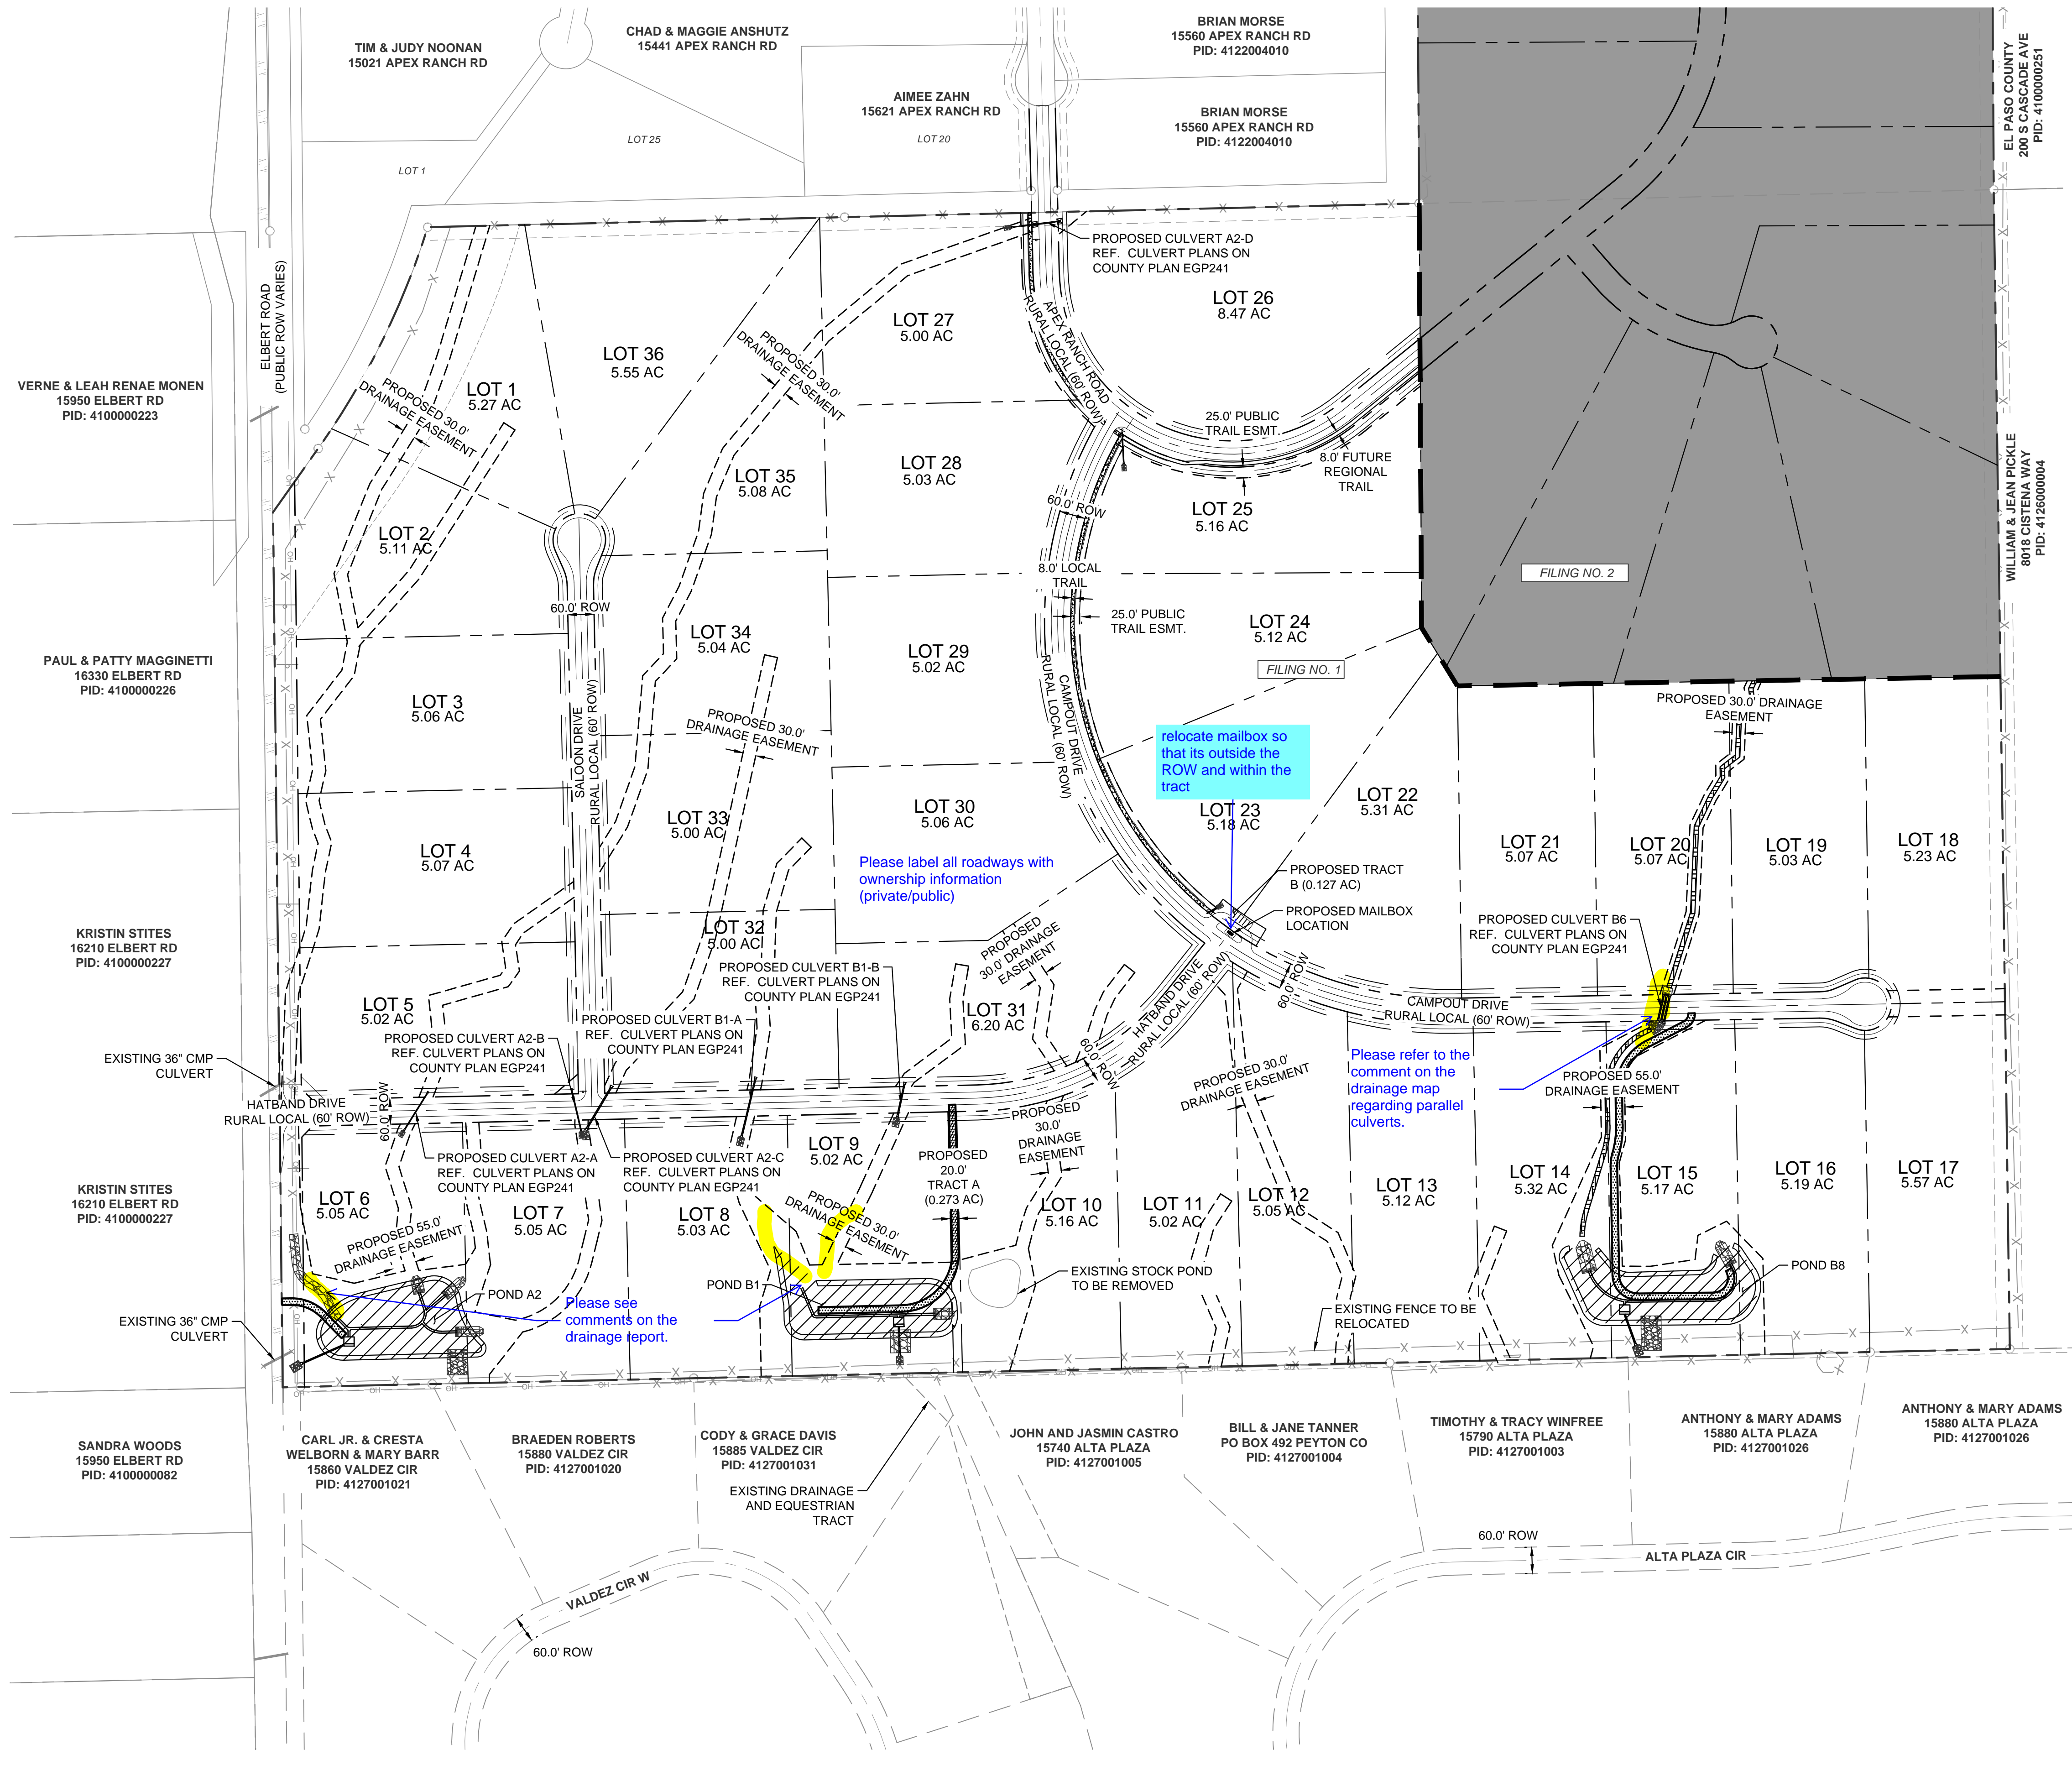 TIM & JUDY NOONAN
15021 APEX RANCH RD
CHAD & MAGGIE ANSHUTZ
15441 APEX RANCH RD
BRIAN MORSE
15560 APEX RANCH RD
PID: 4122004010
AIMEE ZAHN
15621 APEX RANCH RD
BRIAN MORSE
15560 APEX RANCH RD
PID: 4122004010
EL PASO COUNTY
200 S CASCADE AVE
PID: 4100000251
LOT 1
LOT 25
LOT 20
ELBERT ROAD
(PUBLIC ROW VARIES)
PROPOSED CULVERT A2-D
REF. CULVERT PLANS ON
COUNTY PLAN EGP241
LOT 26
8.47 AC
LOT 27
5.00 AC
APEX RANCH ROAD
RURAL LOCAL (60' ROW)
LOT 36
5.55 AC
PROPOSED 30.0'
DRAINAGE EASEMENT
VERNE & LEAH RENAE MONEN
15950 ELBERT RD
PID: 4100000223
PROPOSED 30.0'
DRAINAGE EASEMENT
LOT 1
5.27 AC
25.0' PUBLIC
TRAIL ESMT.
8.0' FUTURE
REGIONAL
TRAIL
LOT 28
5.03 AC
LOT 35
5.08 AC
LOT 25
5.16 AC
60.0' ROW
LOT 2
5.11 AC
WILLIAM & JEAN PICKLE
8018 CISTENA WAY
PID: 4126000004
FILING NO. 2
8.0' LOCAL
TRAIL
60.0' ROW
25.0' PUBLIC
TRAIL ESMT.
LOT 24
5.12 AC
LOT 34
5.04 AC
LOT 29
5.02 AC
FILING NO. 1
PAUL & PATTY MAGGINETTI
16330 ELBERT RD
PID: 4100000226
LOT 3
5.06 AC
SALOON DRIVE
RURAL LOCAL (60' ROW)
PROPOSED 30.0'
DRAINAGE EASEMENT
CAMPOUT DRIVE
RURAL LOCAL (60' ROW)
PROPOSED 30.0' DRAINAGE
EASEMENT
relocate mailbox so
that its outside the
ROW and within the
tract
LOT 23
5.18 AC
LOT 22
5.31 AC
LOT 30
5.06 AC
LOT 33
5.00 AC
LOT 4
5.07 AC
LOT 21
5.07 AC
LOT 20
5.07 AC
LOT 19
5.03 AC
LOT 18
5.23 AC
Please label all roadways with
ownership information
(private/public)
PROPOSED TRACT
B (0.127 AC)
PROPOSED MAILBOX
LOCATION
PROPOSED CULVERT B6
REF. CULVERT PLANS ON
COUNTY PLAN EGP241
KRISTIN STITES
16210 ELBERT RD
PID: 4100000227
LOT 32
5.00 AC
PROPOSED
30.0' DRAINAGE
EASEMENT
PROPOSED CULVERT B1-B
REF. CULVERT PLANS ON
COUNTY PLAN EGP241
LOT 5
5.02 AC
LOT 31
6.20 AC
HATBAND DRIVE
RURAL LOCAL (60' ROW)
60.0' ROW
CAMPOUT DRIVE
RURAL LOCAL (60' ROW)
PROPOSED CULVERT B1-A
REF. CULVERT PLANS ON
COUNTY PLAN EGP241
PROPOSED CULVERT A2-B
REF. CULVERT PLANS ON
COUNTY PLAN EGP241
60.0' ROW
EXISTING 36" CMP
CULVERT
Please refer to the
comment on the
drainage map
regarding parallel
culverts.
PROPOSED 30.0'
DRAINAGE EASEMENT
PROPOSED 55.0'
DRAINAGE EASEMENT
HATBAND DRIVE
RURAL LOCAL (60' ROW)
60.0' ROW
PROPOSED
30.0'
DRAINAGE
EASEMENT
LOT 9
5.02 AC
PROPOSED CULVERT A2-A
REF. CULVERT PLANS ON
COUNTY PLAN EGP241
PROPOSED CULVERT A2-C
REF. CULVERT PLANS ON
COUNTY PLAN EGP241
PROPOSED
20.0'
TRACT A
(0.273 AC)
KRISTIN STITES
16210 ELBERT RD
PID: 4100000227
LOT 6
5.05 AC
LOT 7
5.05 AC
LOT 8
5.03 AC
PROPOSED 30.0'
DRAINAGE EASEMENT
LOT 10
5.16 AC
LOT 11
5.02 AC
LOT 12
5.05 AC
LOT 13
5.12 AC
LOT 14
5.32 AC
LOT 15
5.17 AC
LOT 16
5.19 AC
LOT 17
5.57 AC
PROPOSED 55.0'
DRAINAGE EASEMENT
POND A2
POND B1
EXISTING STOCK POND
TO BE REMOVED
POND B8
Please see
comments on the
drainage report.
EXISTING FENCE TO BE
RELOCATED
EXISTING 36" CMP
CULVERT
SANDRA WOODS
15950 ELBERT RD
PID: 4100000082
CARL JR. & CRESTA
WELBORN & MARY BARR
15860 VALDEZ CIR
PID: 4127001021
BRAEDEN ROBERTS
15880 VALDEZ CIR
PID: 4127001020
CODY & GRACE DAVIS
15885 VALDEZ CIR
PID: 4127001031
JOHN AND JASMIN CASTRO
15740 ALTA PLAZA
PID: 4127001005
BILL & JANE TANNER
PO BOX 492 PEYTON CO
PID: 4127001004
TIMOTHY & TRACY WINFREE
15790 ALTA PLAZA
PID: 4127001003
ANTHONY & MARY ADAMS
15880 ALTA PLAZA
PID: 4127001026
ANTHONY & MARY ADAMS
15880 ALTA PLAZA
PID: 4127001026
EXISTING DRAINAGE
AND EQUESTRIAN
TRACT
60.0' ROW
ALTA PLAZA CIR
VALDEZ CIR W
60.0' ROW